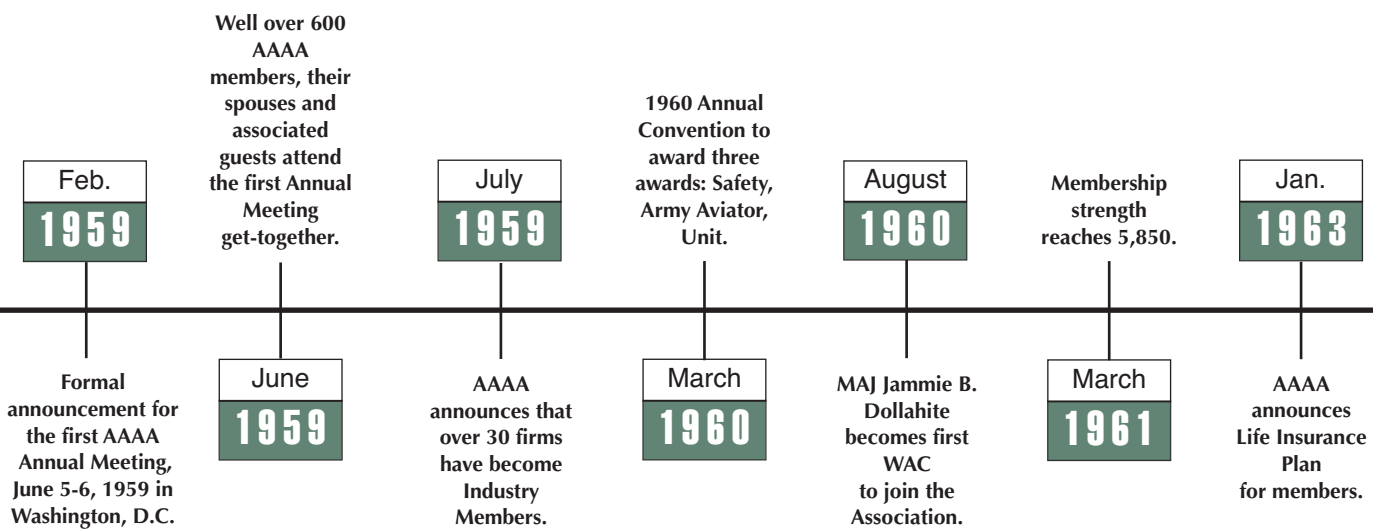 Feb.
1959
Formal
announcement for
the first AAAA
Annual Meeting,
June 5-6, 1959 in
Washington, D.C.
Well over 600
AAAA
members, their
spouses and
associated
guests attend
the first Annual
Meeting
get-together.
June
1959
July
1959
AAAA
announces that
over 30 firms
have become
Industry
Members.
1960 Annual
Convention to
award three
awards: Safety,
Army Aviator,
Unit.
March
1960
August
1960
MAJ Jammie B.
Dollahite
becomes first
WAC
to join the
Association.
Membership
strength
reaches 5,850.
March
1961
Jan.
1963
AAAA
announces
Life Insurance
Plan
for members.